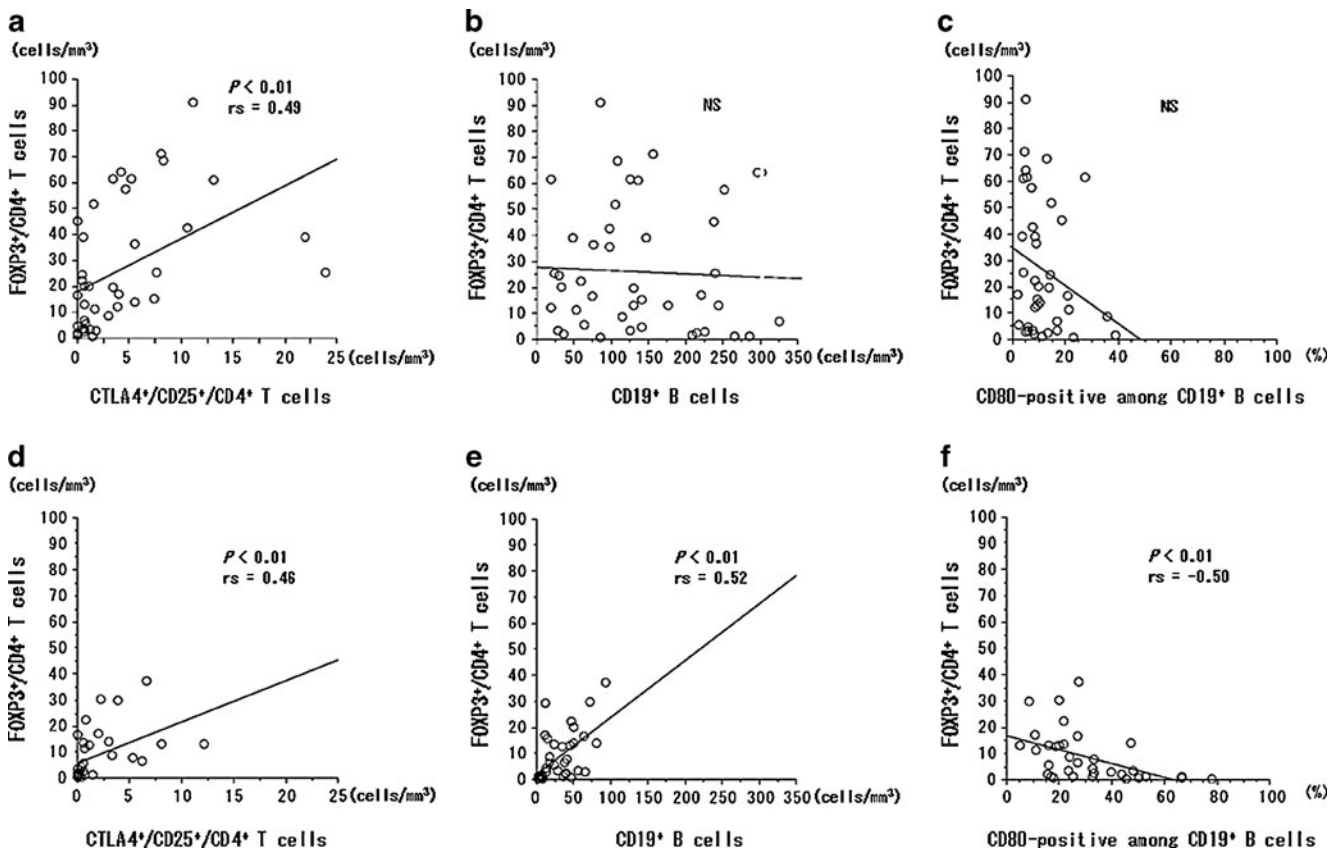 a
(cells/mm³)
FOXP3⁺/CD4⁺ T cells
100
90
80
70
60
50
40
30
20
10
0
P < 0.01
rs = 0.49
0 5 10 15 20 25 (cells/mm³)
CTLA4⁺/CD25⁺/CD4⁺ T cells
b
(cells/mm³)
FOXP3⁺/CD4⁺ T cells
100
90
80
70
60
50
40
30
20
10
0
NS
0 50 100 150 200 250 300 350 (cells/mm³)
CD19⁺ B cells
c
(cells/mm³)
FOXP3⁺/CD4⁺ T cells
100
90
80
70
60
50
40
30
20
10
0
NS
0 20 40 60 80 100 (%)
CD80-positive among CD19⁺ B cells
d
(cells/mm³)
FOXP3⁺/CD4⁺ T cells
100
90
80
70
60
50
40
30
20
10
0
P < 0.01
rs = 0.46
0 5 10 15 20 25 (cells/mm³)
CTLA4⁺/CD25⁺/CD4⁺ T cells
e
(cells/mm³)
FOXP3⁺/CD4⁺ T cells
100
90
80
70
60
50
40
30
20
10
0
P < 0.01
rs = 0.52
0 50 100 150 200 250 300 350 (cells/mm³)
CD19⁺ B cells
f
(cells/mm³)
FOXP3⁺/CD4⁺ T cells
100
90
80
70
60
50
40
30
20
10
0
P < 0.01
rs = -0.50
0 20 40 60 80 100 (%)
CD80-positive among CD19⁺ B cells